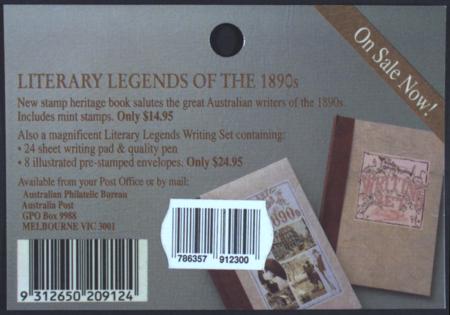 On Sale Now!
LITERARY LEGENDS OF THE 1890s
New stamp heritage book salutes the great Australian writers of the 1890s.
Includes mint stamps. Only $14.95
Also a magnificent Literary Legends Writing Set containing:
• 24 sheet writing pad & quality pen
• 8 illustrated pre-stamped envelopes. Only $24.95
Available from your Post Office or by mail:
Australian Philatelic Bureau
Australia Post
GPO Box 9988
MELBOURNE VIC 3001
9 312650 209124
786357 912300
1890s
WRITING
SET